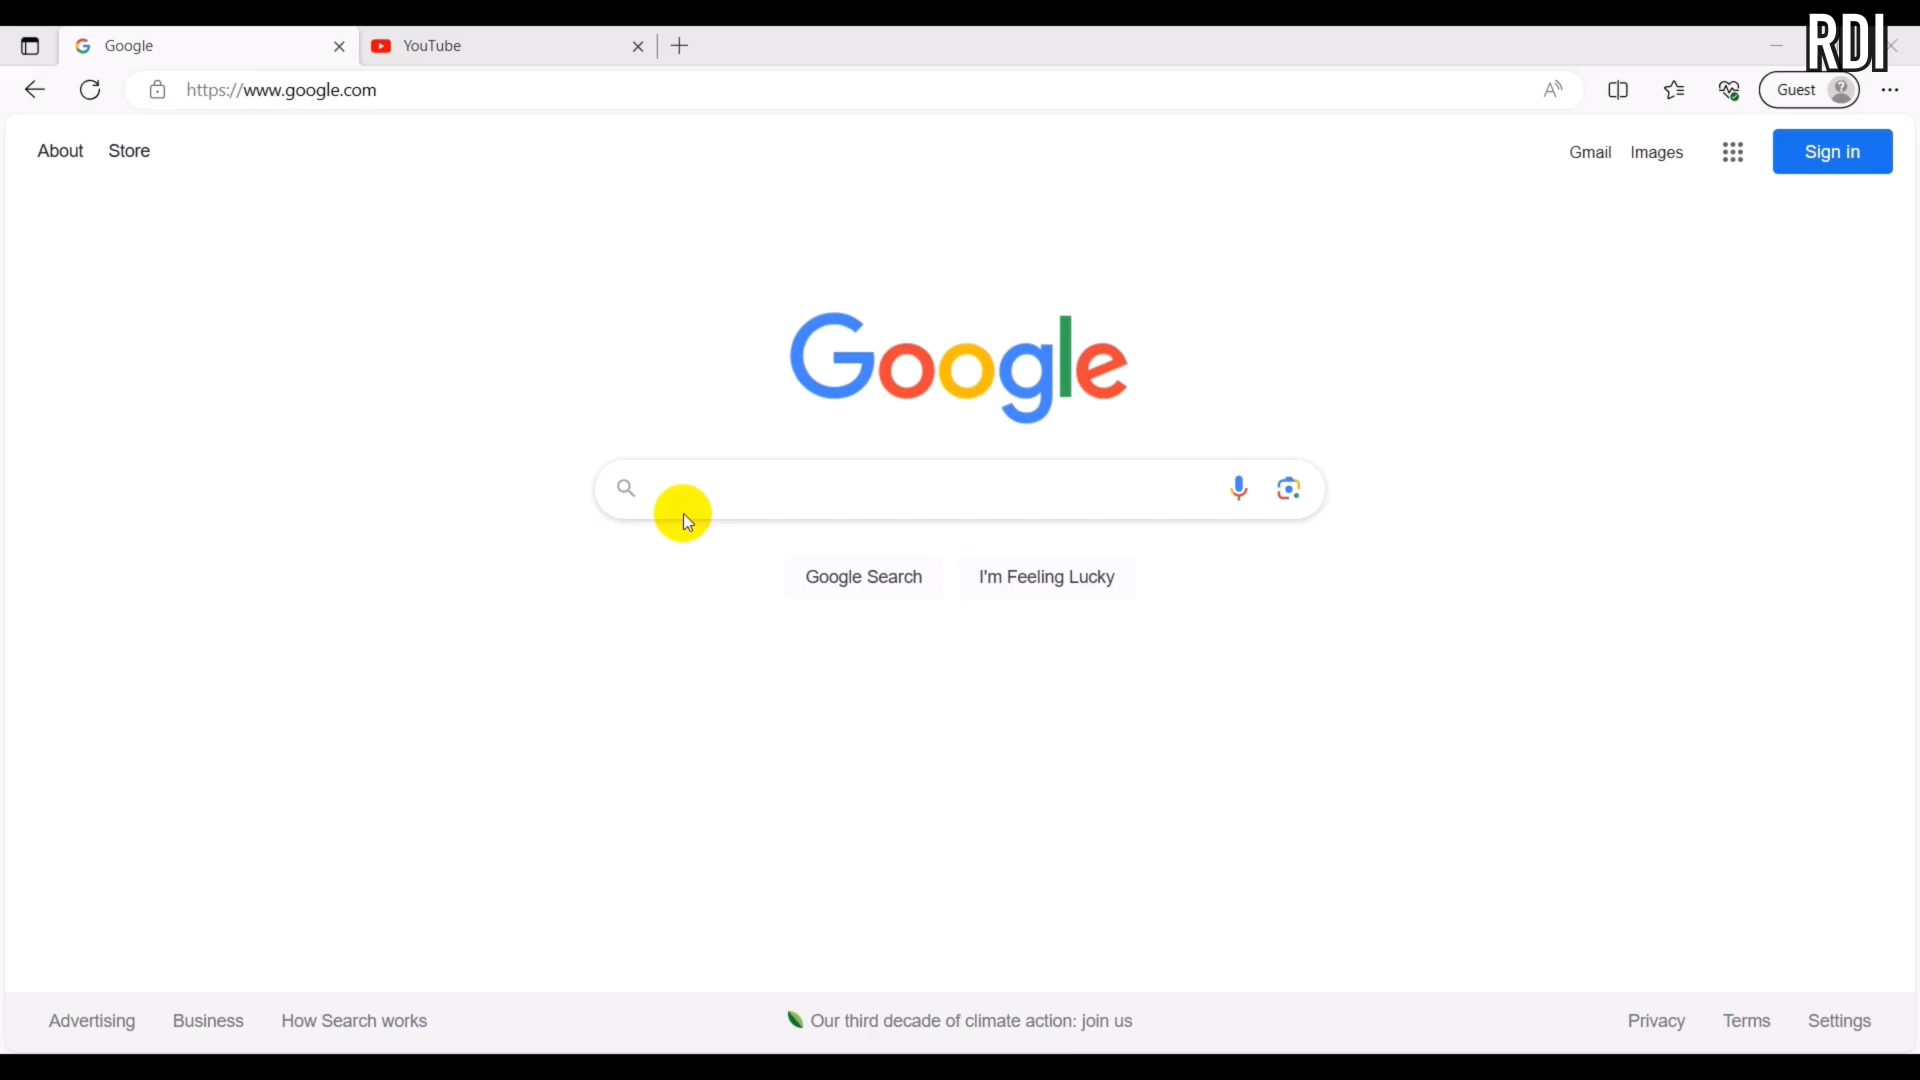 RDI
Google
YouTube
https://www.google.com
Guest
About Store
Gmail Images
Sign in
Google
Google Search
I'm Feeling Lucky
Advertising Business How Search works
Our third decade of climate action: join us
Privacy Terms Settings